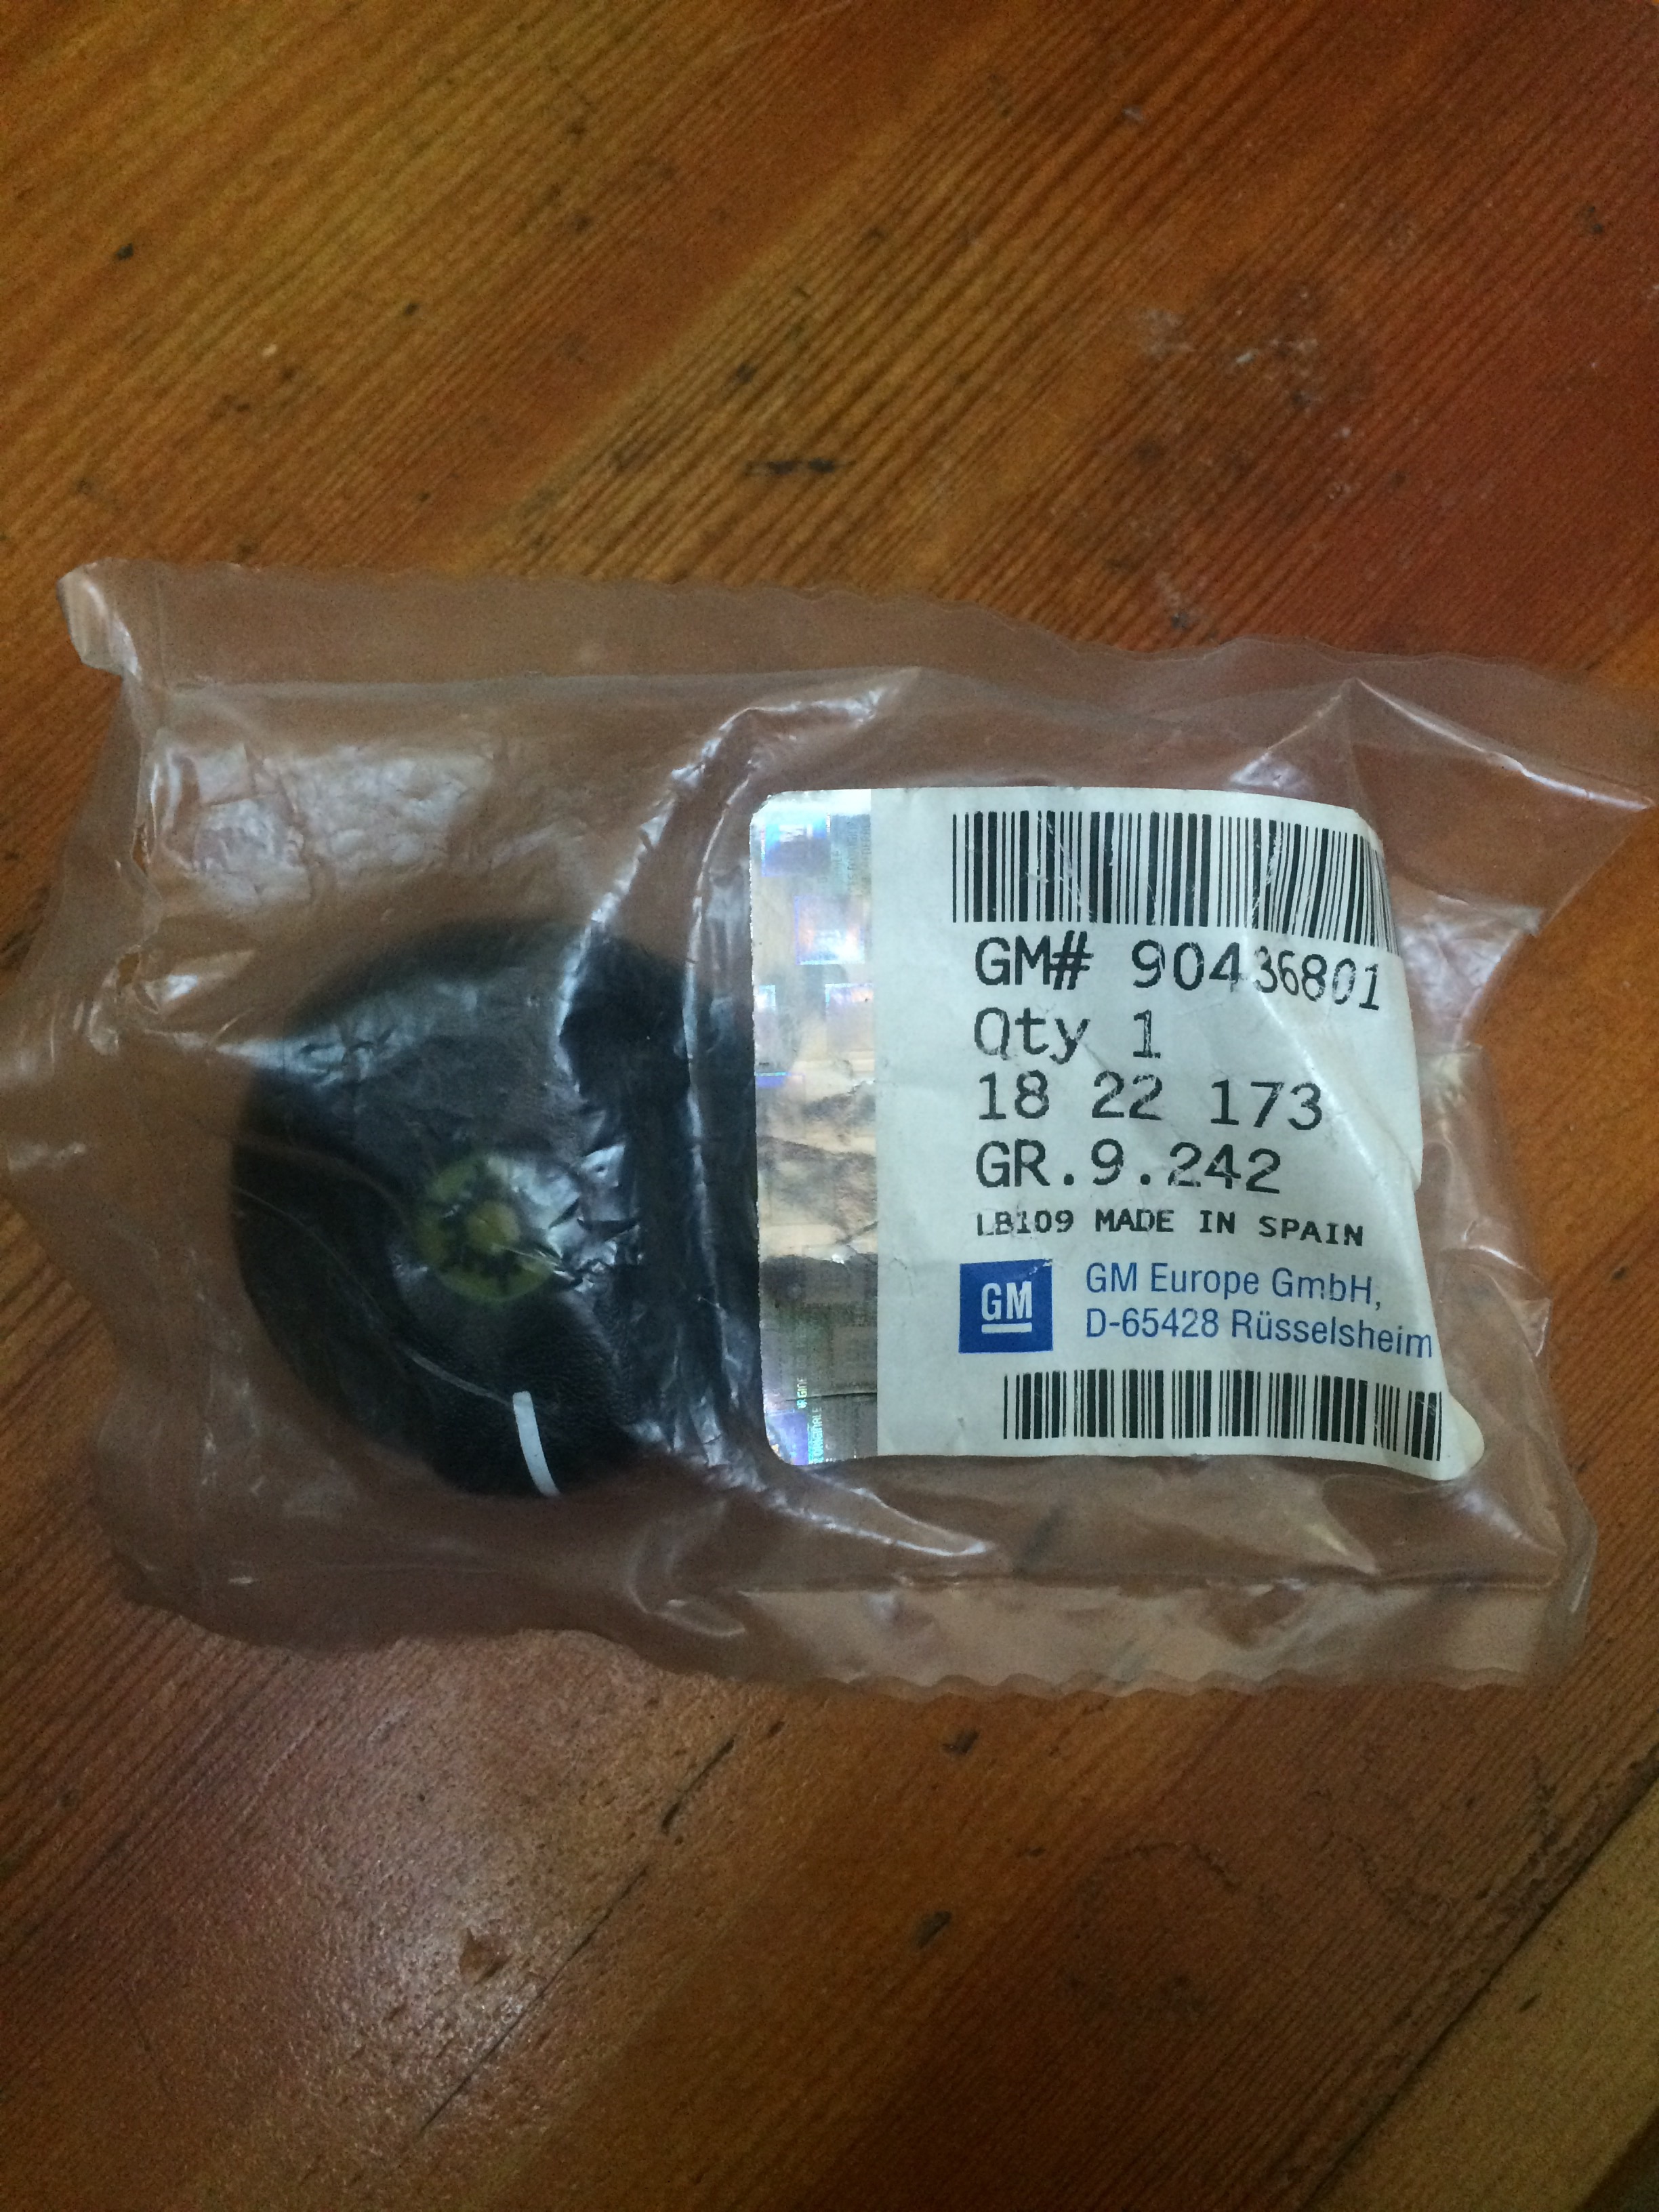 GM# 90436801
Qty 1
18 22 173
GR.9.242
LB109 MADE IN SPAIN
GM
GM Europe GmbH,
D-65428 Rüsselsheim